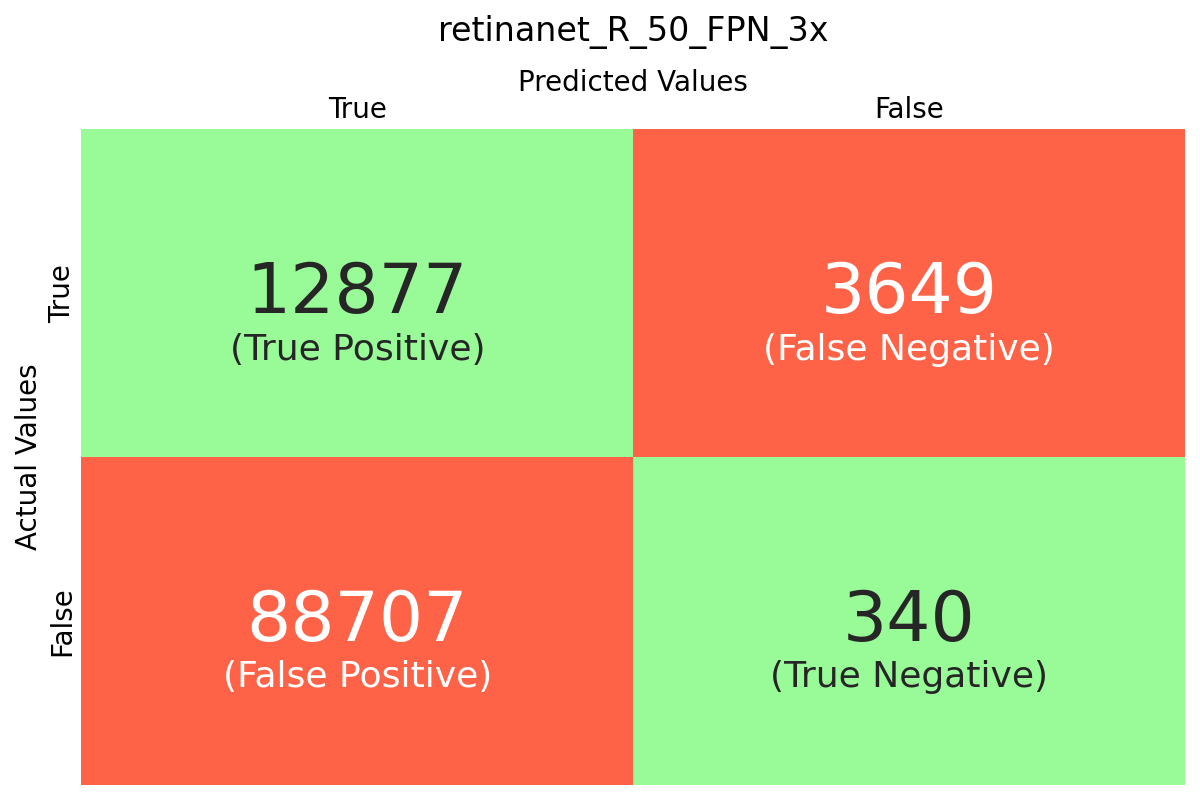 retinanet_R_50_FPN_3x
Predicted Values
True
False
Actual Values
True
12877
(True Positive)
3649
(False Negative)
False
88707
(False Positive)
340
(True Negative)